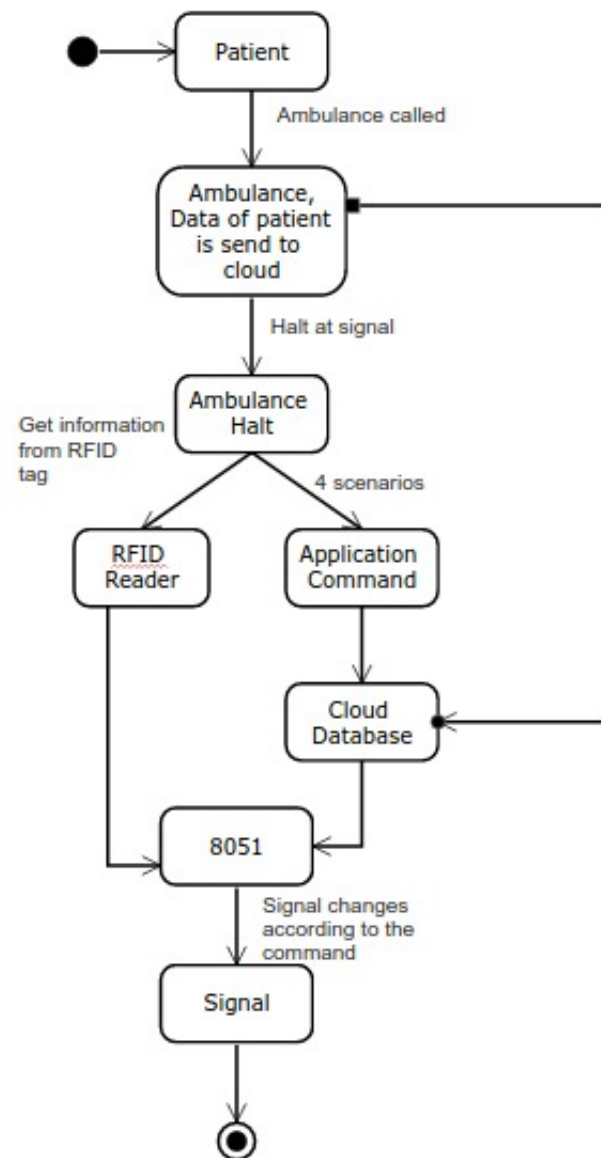 Patient
Ambulance called
Ambulance,
Data of patient
is send to
cloud
Halt at signal
Ambulance
Halt
Get information
from RFID
tag
4 scenarios
RFID
Reader
Application
Command
Cloud
Database
8051
Signal changes
according to the
command
Signal